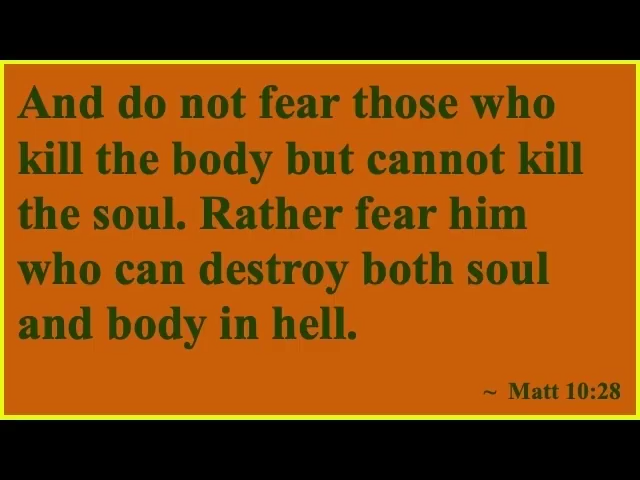 And do not fear those who
kill the body but cannot kill
the soul. Rather fear him
who can destroy both soul
and body in hell.
~ Matt 10:28